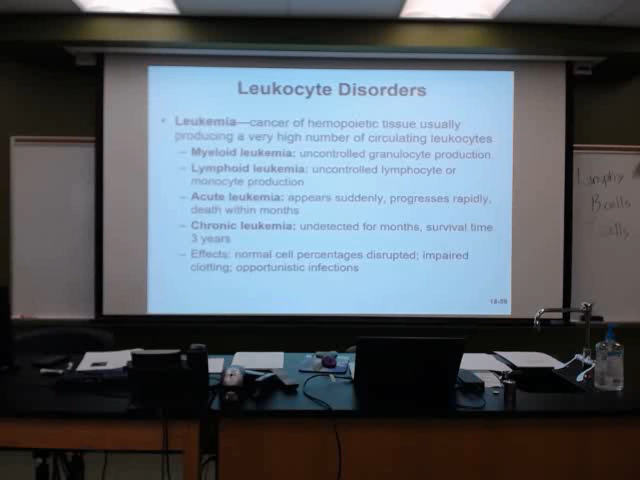 Leukocyte Disorders
• Leukemia—cancer of hemopoietic tissue usually
producing a very high number of circulating leukocytes
– Myeloid leukemia: uncontrolled granulocyte production
– Lymphoid leukemia: uncontrolled lymphocyte or
monocyte production
– Acute leukemia: appears suddenly, progresses rapidly,
death within months
– Chronic leukemia: undetected for months, survival time
3 years
– Effects: normal cell percentages disrupted; impaired
clotting; opportunistic infections
B cells
cells